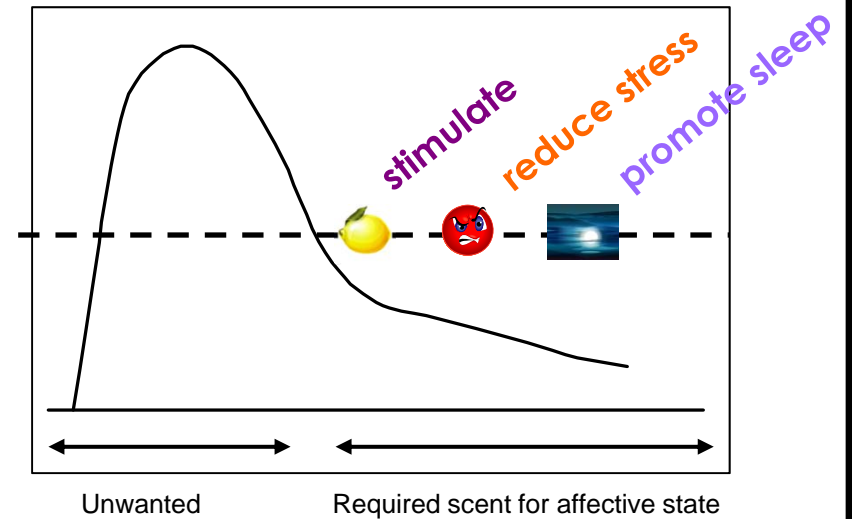 stimulate
reduce stress
promote sleep
Unwanted
Required scent for affective state